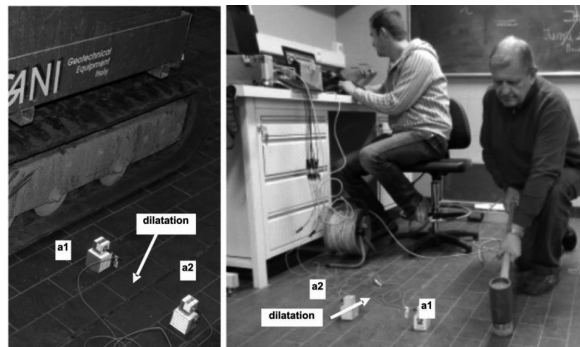 ANI
Geotechnical
Equipment
Italy
dilatation
a1
a2
a2
dilatation
a1